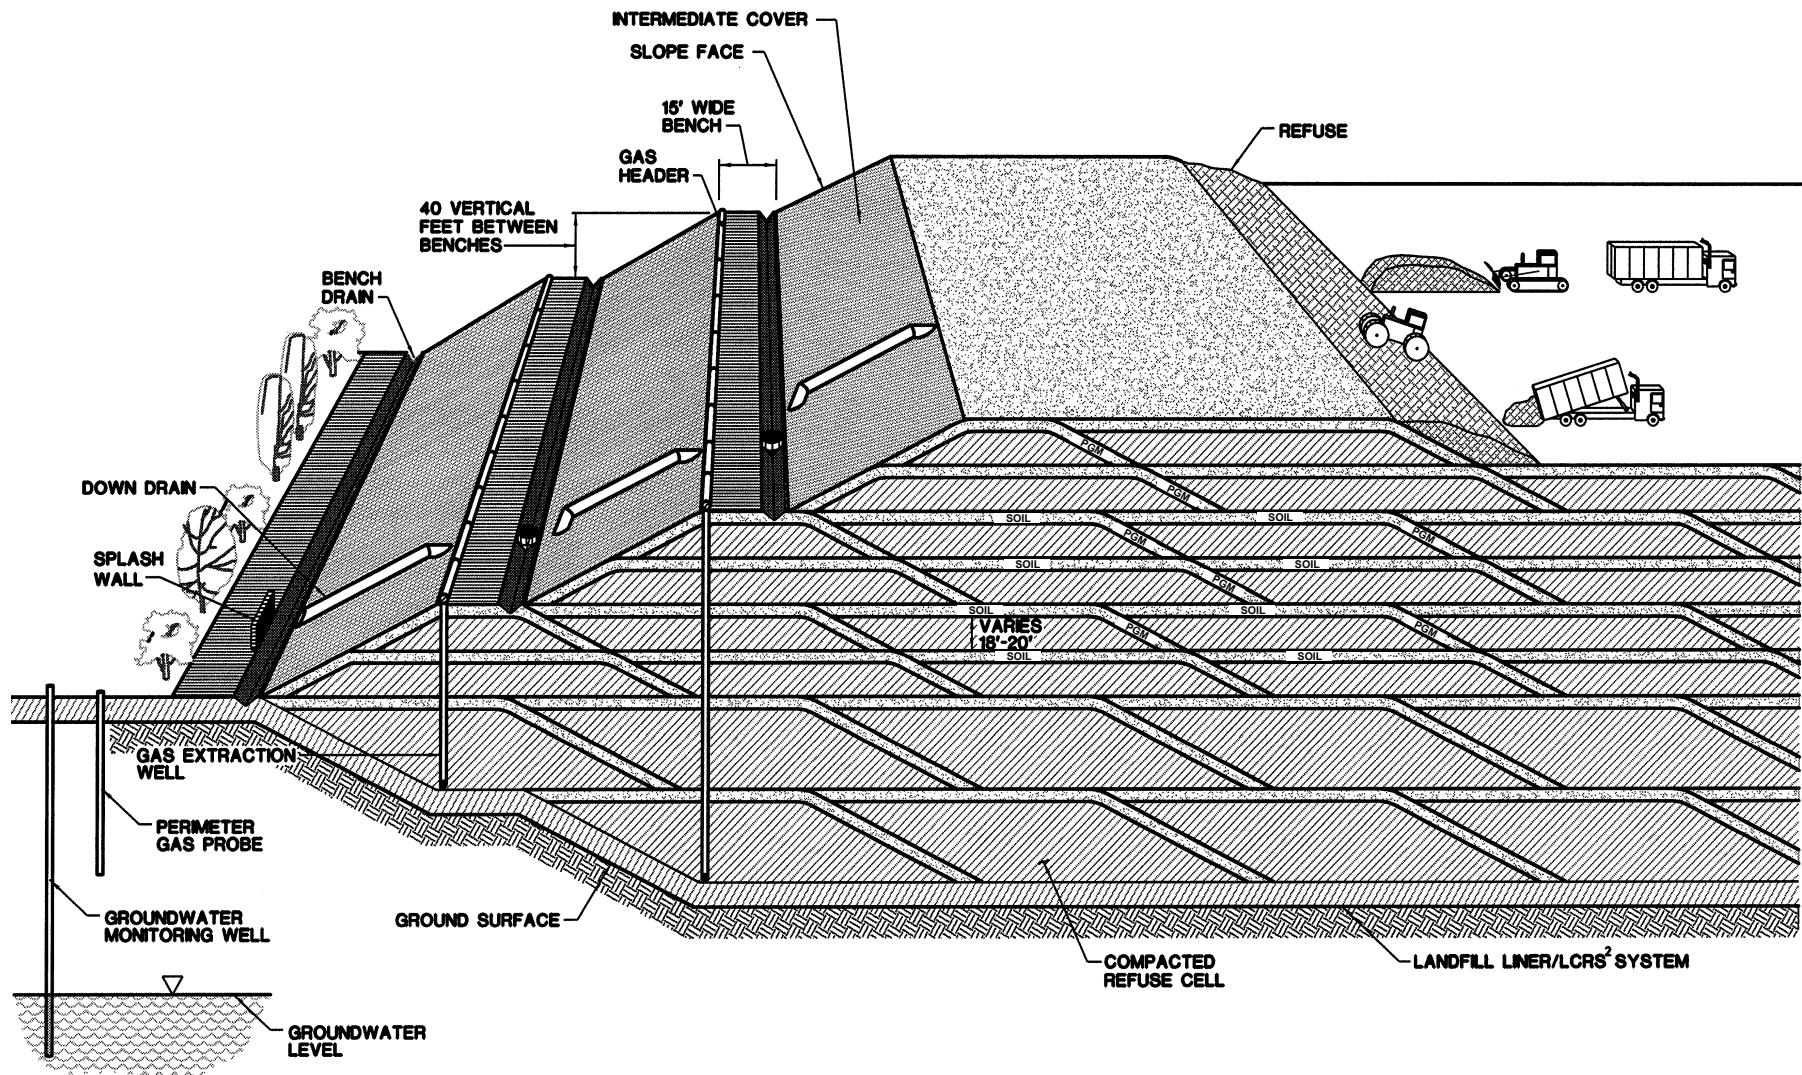 INTERMEDIATE COVER
SLOPE FACE
15' WIDE
BENCH
REFUSE
GAS
HEADER
40 VERTICAL
FEET BETWEEN
BENCHES
BENCH
DRAIN
PGM
DOWN DRAIN
PGM
SOIL
SOIL
PGM
PGM
SPLASH
WALL
SOIL
SOIL
PGM
SOIL
SOIL
VARIES
18'-20'
PGM
PGM
SOIL
SOIL
GAS EXTRACTION
WELL
PERIMETER
GAS PROBE
GROUNDWATER
MONITORING WELL
GROUND SURFACE
COMPACTED
REFUSE CELL
LANDFILL LINER/LCRS² SYSTEM
GROUNDWATER
LEVEL